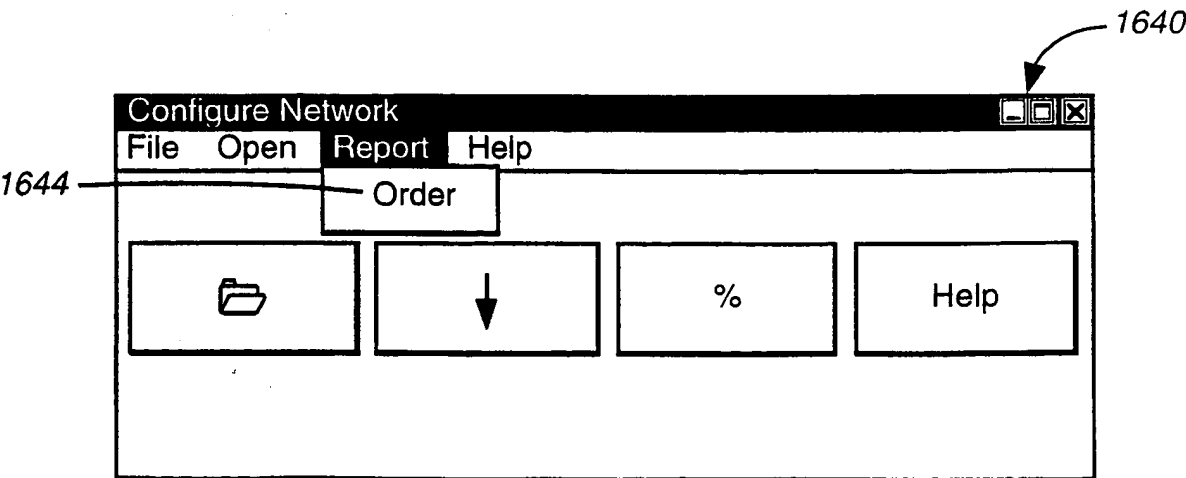 1640
Configure Network
File Open Report Help
1644
Order
% Help